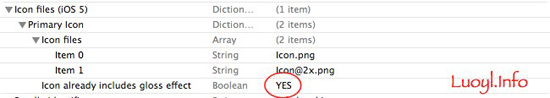 Icon files (iOS 5) Diction... (1 item)
Primary Icon Diction... (2 items)
Icon files Array (2 items)
Item 0 String Icon.png
Item 1 String Icon@2x.png
Icon already includes gloss effect Boolean YES
Luoyl.Info